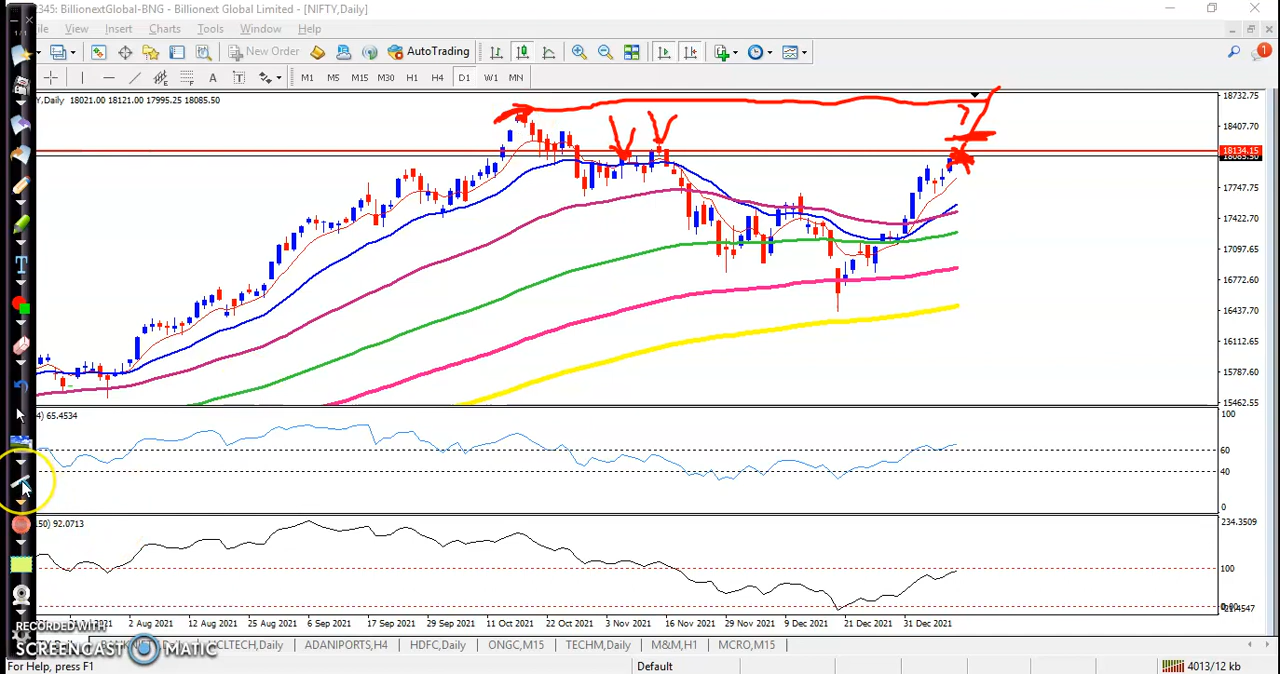 2345: BillionextGlobal-BNG - Billionext Global Limited - [NIFTY,Daily]
ile View Insert Charts Tools Window Help
New Order AutoTrading
A T M1 M5 M15 M30 H1 H4 D1 W1 MN
Y,Daily 18021.00 18121.00 17995.25 18085.50
18732.75
18407.70
18134.15
18085.50
17747.75
17422.70
17097.65
16772.60
16437.70
16112.65
15787.60
15462.55
4) 65.4534
100
60
40
0
50) 92.0713
234.3509
100
2021 2 Aug 2021 13 Aug 2021 25 Aug 2021 6 Sep 2021 17 Sep 2021 29 Sep 2021 11 Oct 2021 22 Oct 2021 3 Nov 2021 16 Nov 2021 29 Nov 2021 9 Dec 2021 21 Dec 2021 31 Dec 2021
RECORDED WITH
SCREENCAST MATIC
CLTECH,Daily ADANIPORTS,H4 HDFC,Daily ONGC,M15 TECHM,Daily M&M,H1 MCRO,M15
For Help, press F1 Default 4013/12 kb